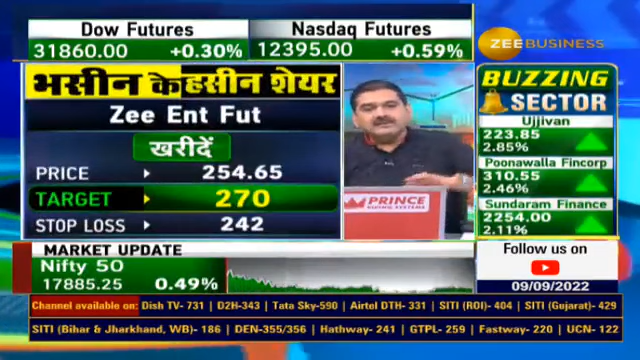 Dow Futures
31860.00 +0.30%
Nasdaq Futures
12395.00 +0.59%
ZEE BUSINESS
भसीन के हसीन शेयर
Zee Ent Fut
खरीदें
PRICE 254.65
TARGET 270
STOP LOSS 242
PRINCE
PIPING SYSTEMS
BUZZING
SECTOR
Ujjivan
223.85
2.85%
Poonawalla Fincorp
310.55
2.46%
Sundaram Finance
2254.00
2.11%
MARKET UPDATE
Nifty 50
17885.25 0.49%
Follow us on
09/09/2022
Channel available on: Dish TV- 731 | D2H-343 | Tata Sky-590 | Airtel DTH- 331 | SITI (ROI)- 404 | SITI (Gujarat)- 429
SITI (Bihar & Jharkhand, WB)- 186 | DEN-355/356 | Hathway- 241 | GTPL- 259 | Fastway- 220 | UCN- 122